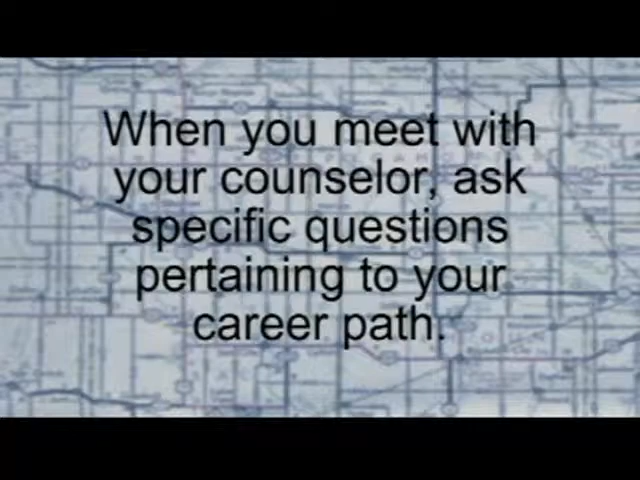 When you meet with
your counselor, ask
specific questions
pertaining to your
career path.